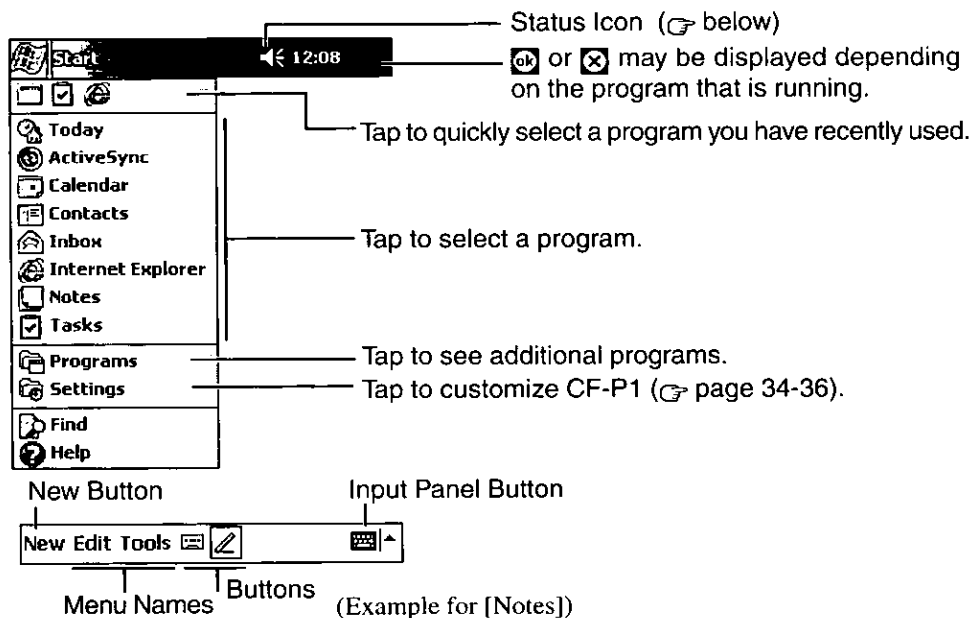 Status Icon (☞ below)
Start 12:08
ok or x may be displayed depending
on the program that is running.
Tap to quickly select a program you have recently used.
Today
ActiveSync
Calendar
Contacts
Inbox
Internet Explorer
Notes
Tasks
Tap to select a program.
Programs
Tap to see additional programs.
Settings
Tap to customize CF-P1 (☞ page 34-36).
Find
Help
New Button
Input Panel Button
New Edit Tools
Menu Names
Buttons
(Example for [Notes])